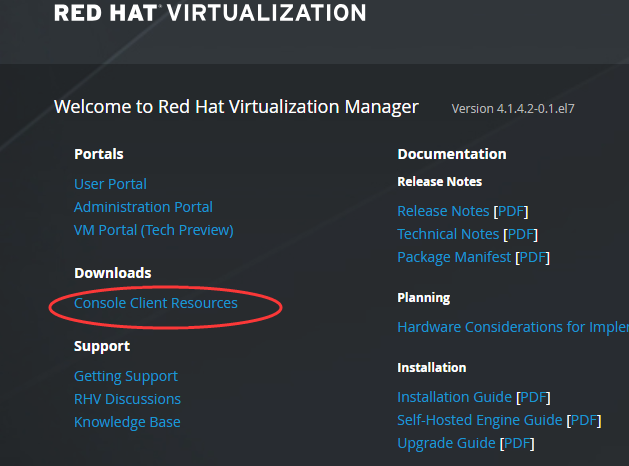 RED HAT® VIRTUALIZATION
Welcome to Red Hat Virtualization Manager Version 4.1.4.2-0.1.el7
Portals
User Portal
Administration Portal
VM Portal (Tech Preview)
Downloads
Console Client Resources
Support
Getting Support
RHV Discussions
Knowledge Base
Documentation
Release Notes
Release Notes [PDF]
Technical Notes [PDF]
Package Manifest [PDF]
Planning
Hardware Considerations for Implem
Installation
Installation Guide [PDF]
Self-Hosted Engine Guide [PDF]
Upgrade Guide [PDF]